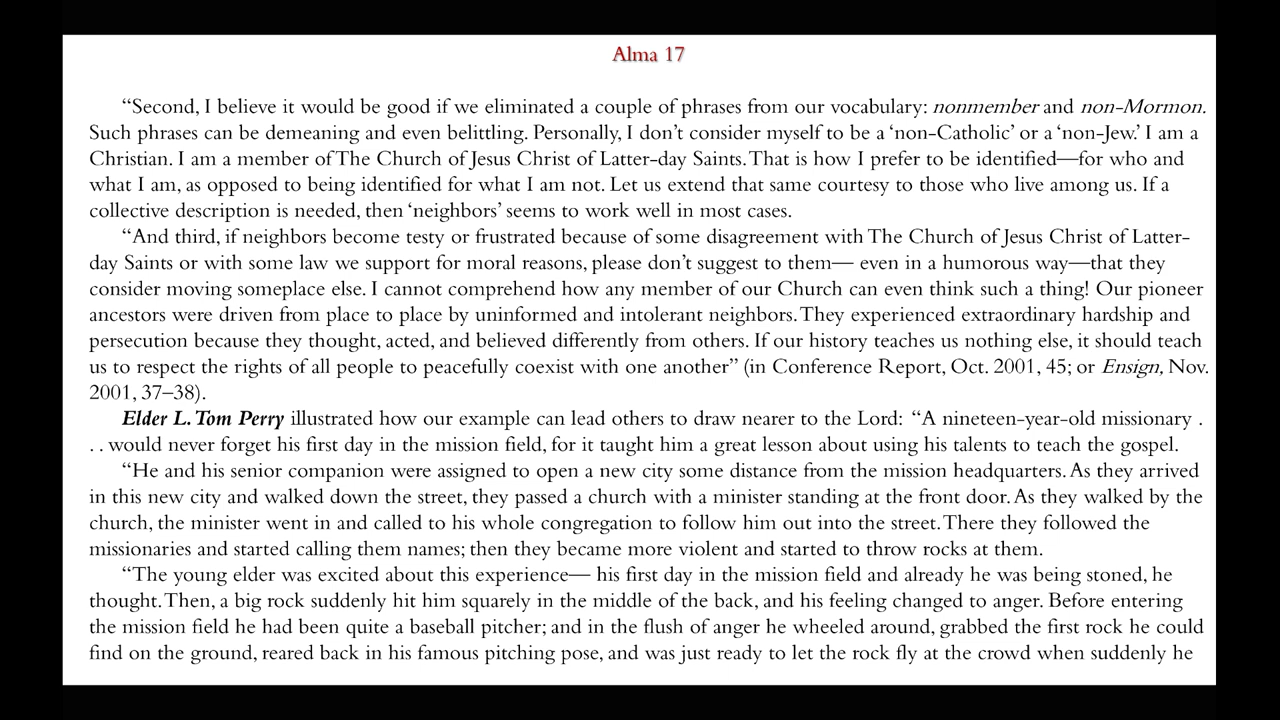 Alma 17
“Second, I believe it would be good if we eliminated a couple of phrases from our vocabulary: nonmember and non-Mormon.
Such phrases can be demeaning and even belittling. Personally, I don’t consider myself to be a ‘non-Catholic’ or a ‘non-Jew.’ I am a
Christian. I am a member of The Church of Jesus Christ of Latter-day Saints. That is how I prefer to be identified—for who and
what I am, as opposed to being identified for what I am not. Let us extend that same courtesy to those who live among us. If a
collective description is needed, then ‘neighbors’ seems to work well in most cases.
“And third, if neighbors become testy or frustrated because of some disagreement with The Church of Jesus Christ of Latter-
day Saints or with some law we support for moral reasons, please don’t suggest to them— even in a humorous way—that they
consider moving someplace else. I cannot comprehend how any member of our Church can even think such a thing! Our pioneer
ancestors were driven from place to place by uninformed and intolerant neighbors. They experienced extraordinary hardship and
persecution because they thought, acted, and believed differently from others. If our history teaches us nothing else, it should teach
us to respect the rights of all people to peacefully coexist with one another” (in Conference Report, Oct. 2001, 45; or Ensign, Nov.
2001, 37–38).
Elder L. Tom Perry illustrated how our example can lead others to draw nearer to the Lord: “A nineteen-year-old missionary .
. . would never forget his first day in the mission field, for it taught him a great lesson about using his talents to teach the gospel.
“He and his senior companion were assigned to open a new city some distance from the mission headquarters. As they arrived
in this new city and walked down the street, they passed a church with a minister standing at the front door. As they walked by the
church, the minister went in and called to his whole congregation to follow him out into the street. There they followed the
missionaries and started calling them names; then they became more violent and started to throw rocks at them.
“The young elder was excited about this experience— his first day in the mission field and already he was being stoned, he
thought. Then, a big rock suddenly hit him squarely in the middle of the back, and his feeling changed to anger. Before entering
the mission field he had been quite a baseball pitcher; and in the flush of anger he wheeled around, grabbed the first rock he could
find on the ground, reared back in his famous pitching pose, and was just ready to let the rock fly at the crowd when suddenly he